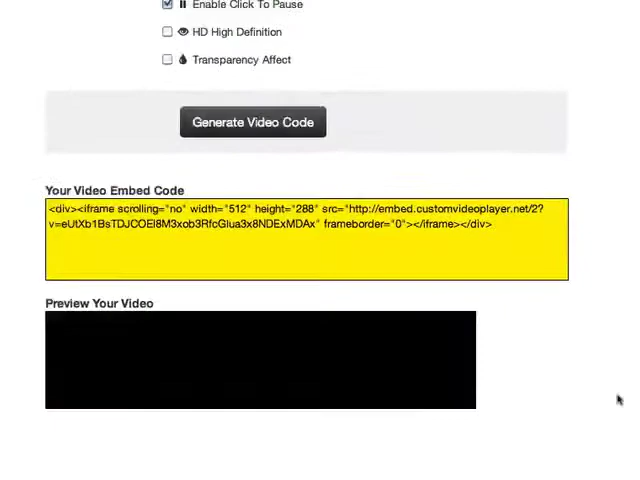 Enable Click To Pause
HD High Definition
Transparency Affect
Generate Video Code
Your Video Embed Code
<div><iframe scrolling="no" width="512" height="288" src="http://embed.customvideoplayer.net/2?
v=eUtXb1BsTDJCOEl8M3xob3RfcGlua3x8NDExMDAx" frameborder="0"></iframe></div>
Preview Your Video